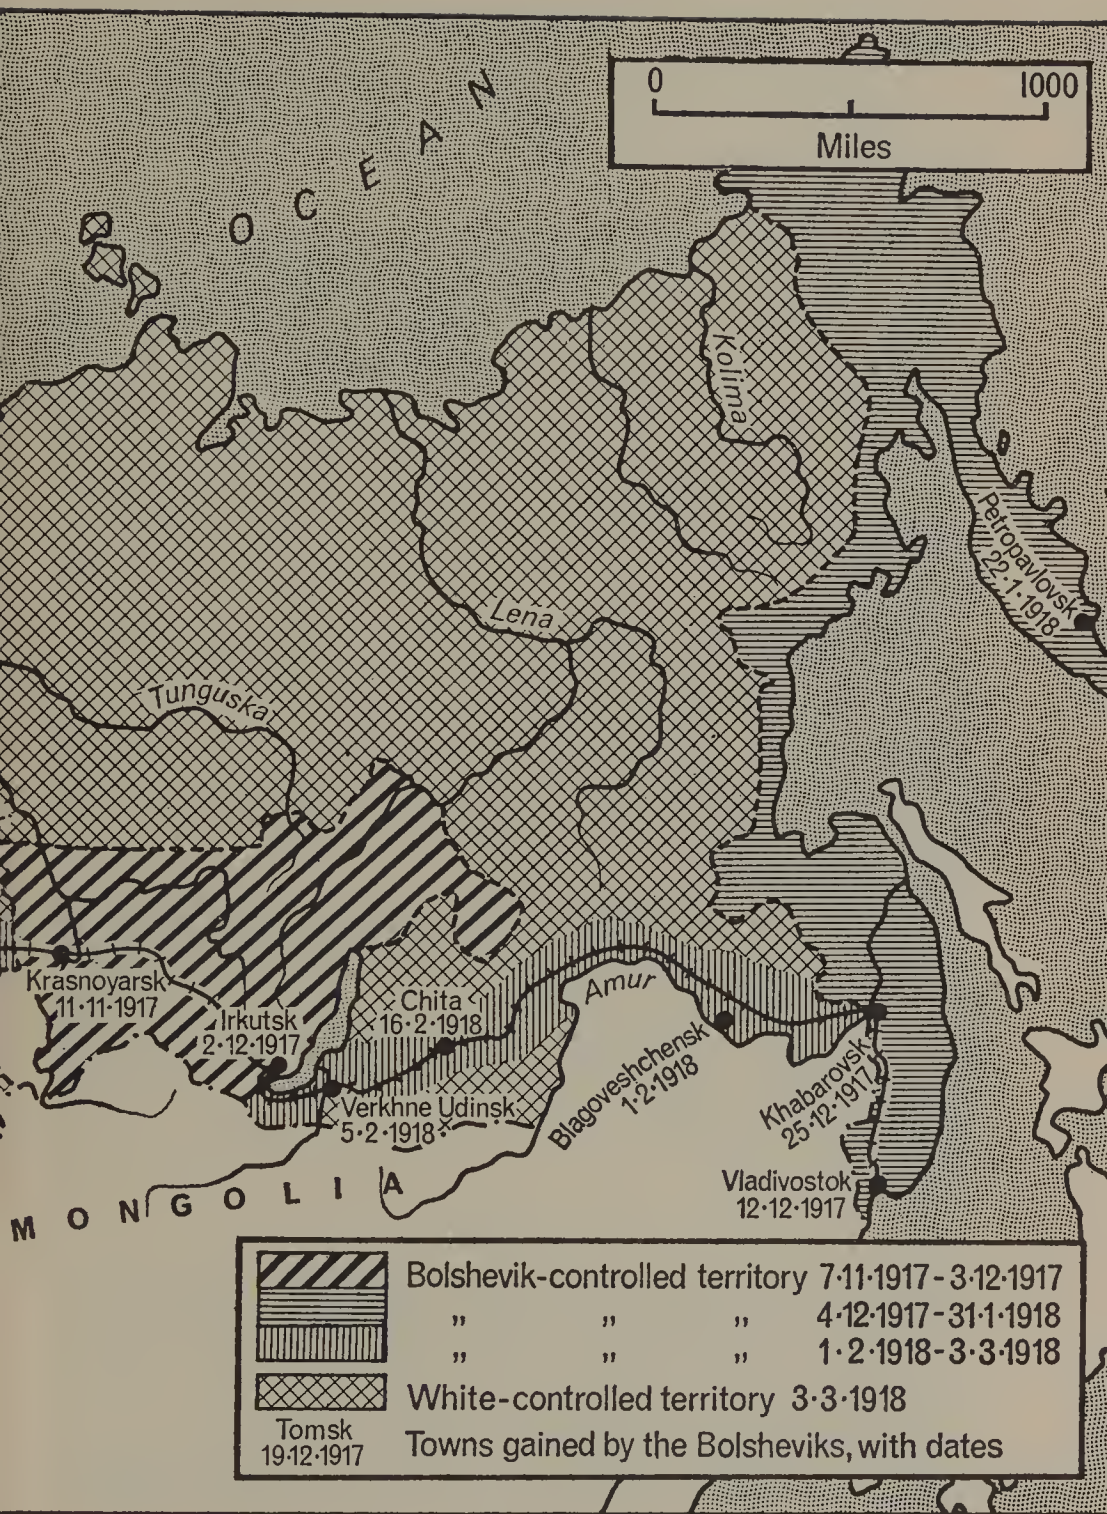 O C E A N
0 1000
Miles
Kolima
Petropavlovsk
22·1·1918
Lena
Tunguska
Krasnoyarsk
11·11·1917
Irkutsk
2·12·1917
Chita
16·2·1918
Amur
Verkhne Udinsk
5·2·1918
Blagoveshchensk
1·2·1918
Khabarovsk
25·12·1917
Vladivostok
12·12·1917
MONGOLIA
Bolshevik-controlled territory 7·11·1917-3·12·1917
„ „ „ 4·12·1917-31·1·1918
„ „ „ 1·2·1918-3·3·1918
White-controlled territory 3·3·1918
Tomsk
19·12·1917
Towns gained by the Bolsheviks, with dates